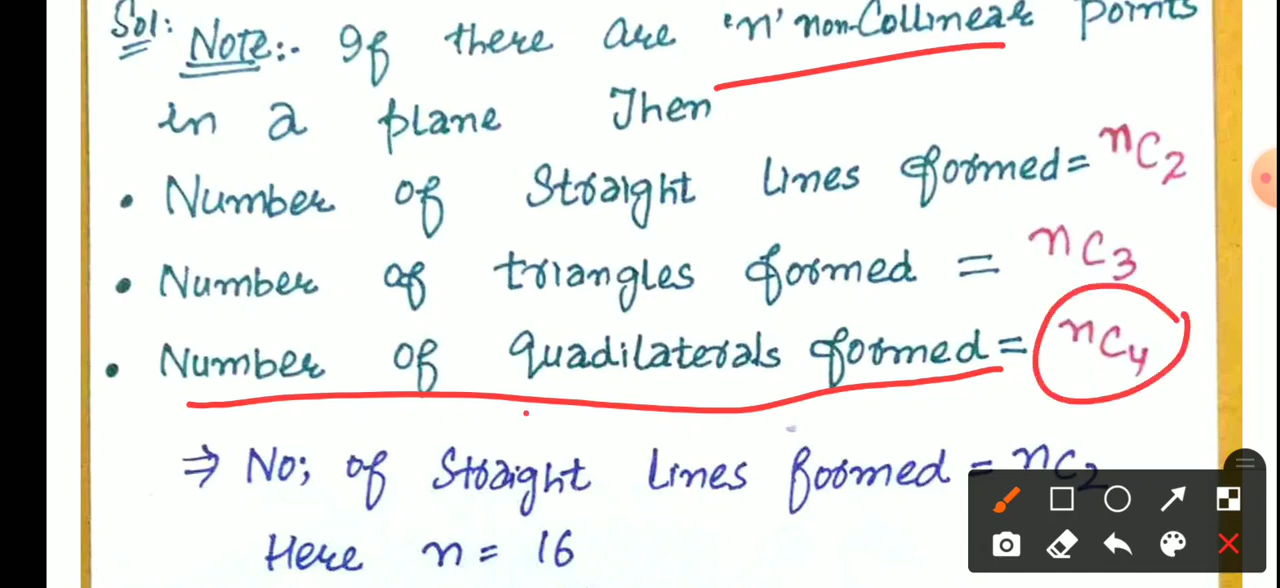 Sol:
Note:- If there are 'n' non-Collinear points
in a plane Then
• Number of Straight lines formed = nC2
• Number of triangles formed = nC3
• Number of quadilaterals formed = nC4
⇒ No; of Straight Lines formed = nC2
Here n = 16